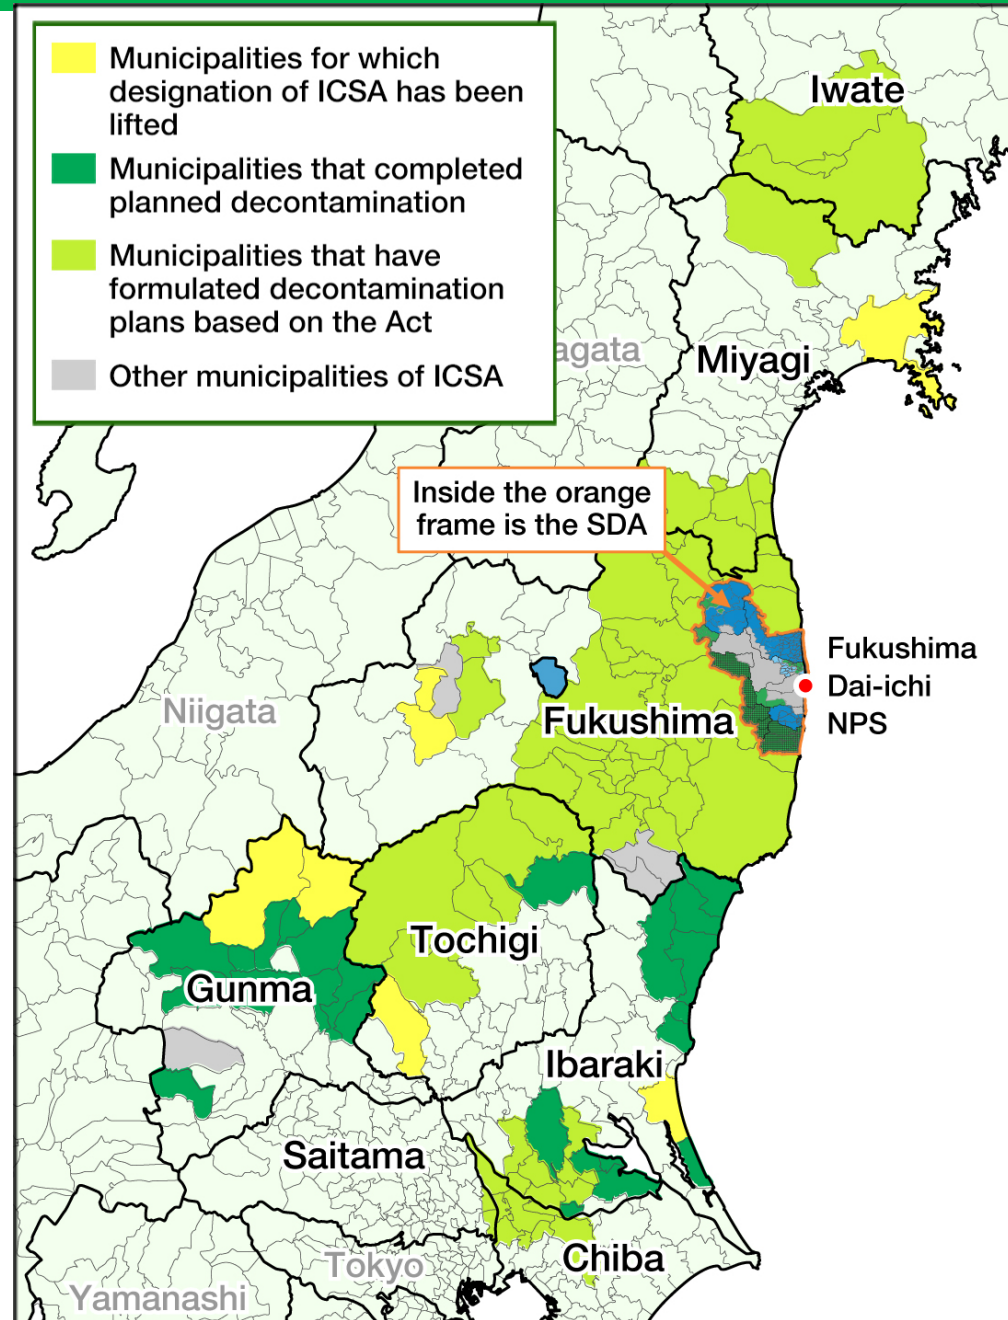 Municipalities for which
designation of ICSA has been
lifted
Municipalities that completed
planned decontamination
Municipalities that have
formulated decontamination
plans based on the Act
Other municipalities of ICSA
Iwate
agata
Miyagi
Inside the orange
frame is the SDA
Fukushima
Dai-ichi
NPS
Niigata
Fukushima
Tochigi
Gunma
Ibaraki
Saitama
Chiba
Tokyo
Yamanashi